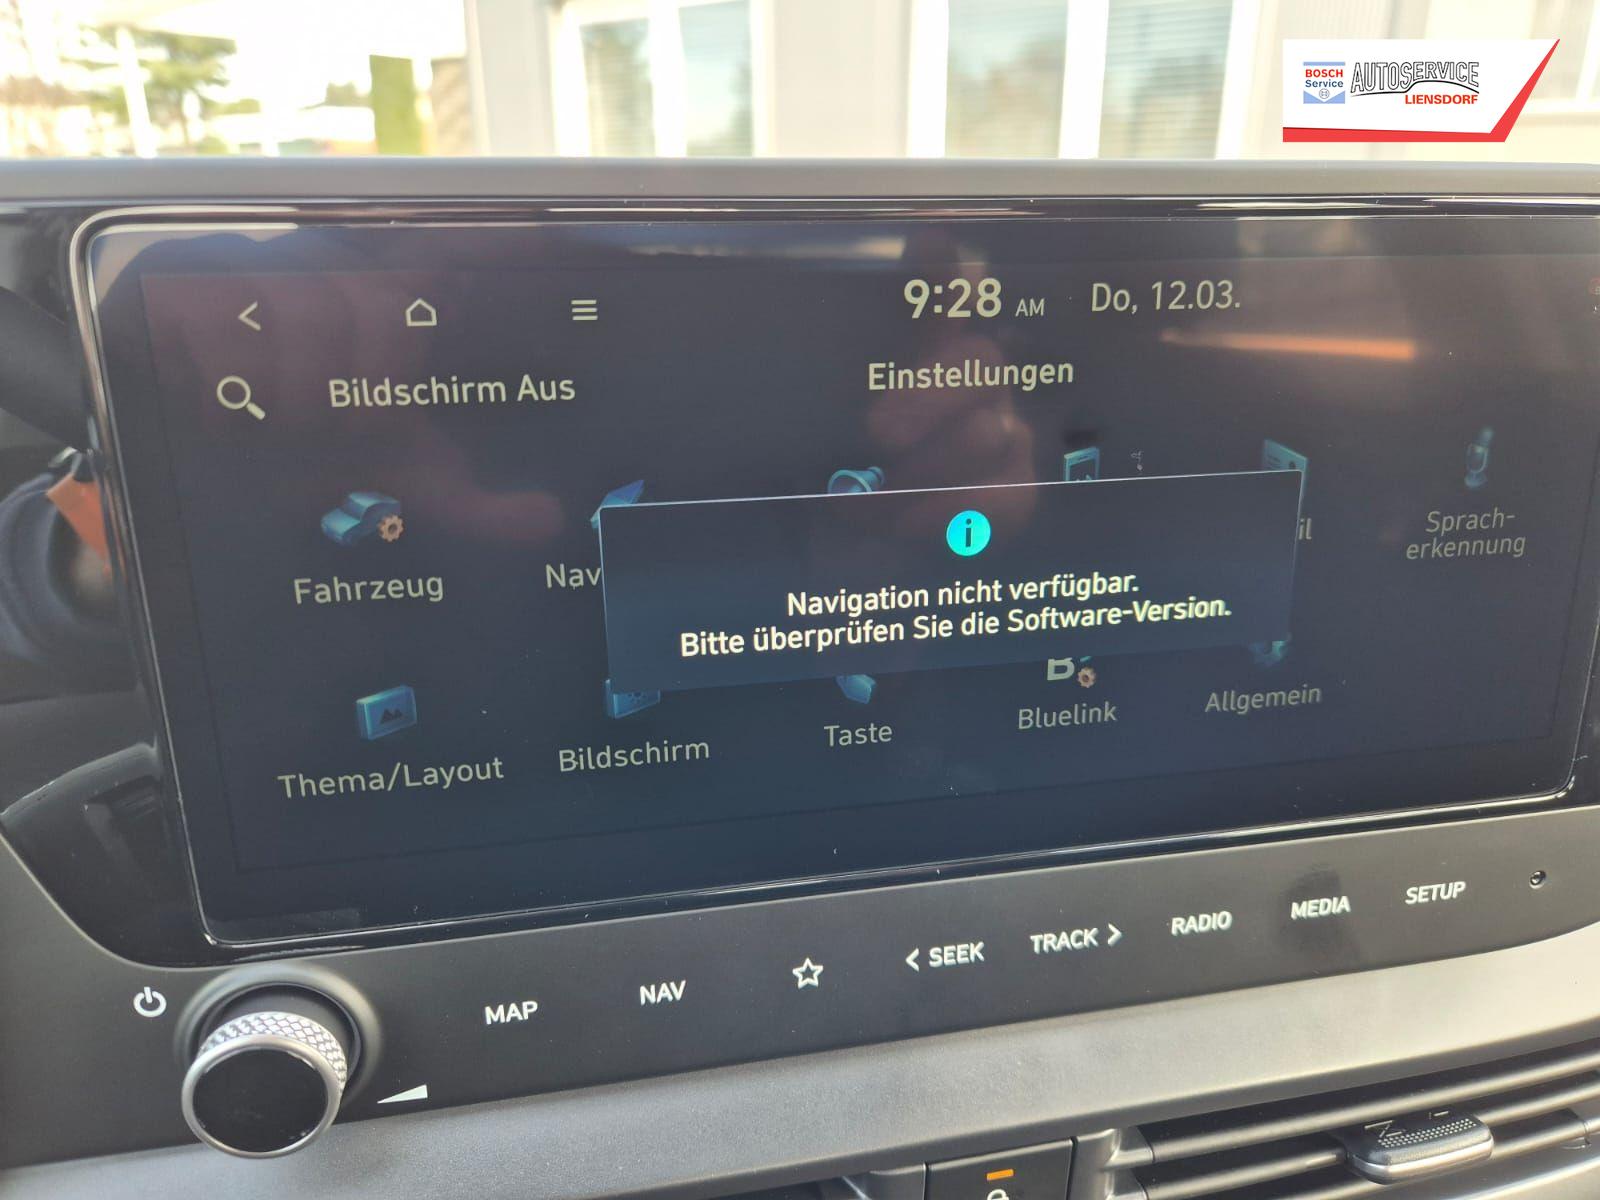 BOSCH
Service
AUTOSERVICE
LIENSDORF
9:28 AM Do, 12.03.
Bildschirm Aus
Einstellungen
Fahrzeug
Nav
il
Sprach-
erkennung
Navigation nicht verfügbar.
Bitte überprüfen Sie die Software-Version.
Thema/Layout
Bildschirm
Taste
Bluelink
Allgemein
MAP
NAV
< SEEK
TRACK >
RADIO
MEDIA
SETUP